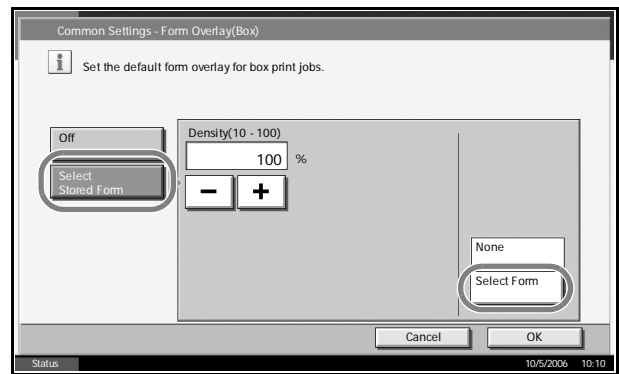 Common Settings - Form Overlay(Box)
i Set the default form overlay for box print jobs.
Off
Select
Stored Form
Density(10 - 100)
100 %
− +
None
Select Form
Cancel OK
Status 10/5/2006 10:10